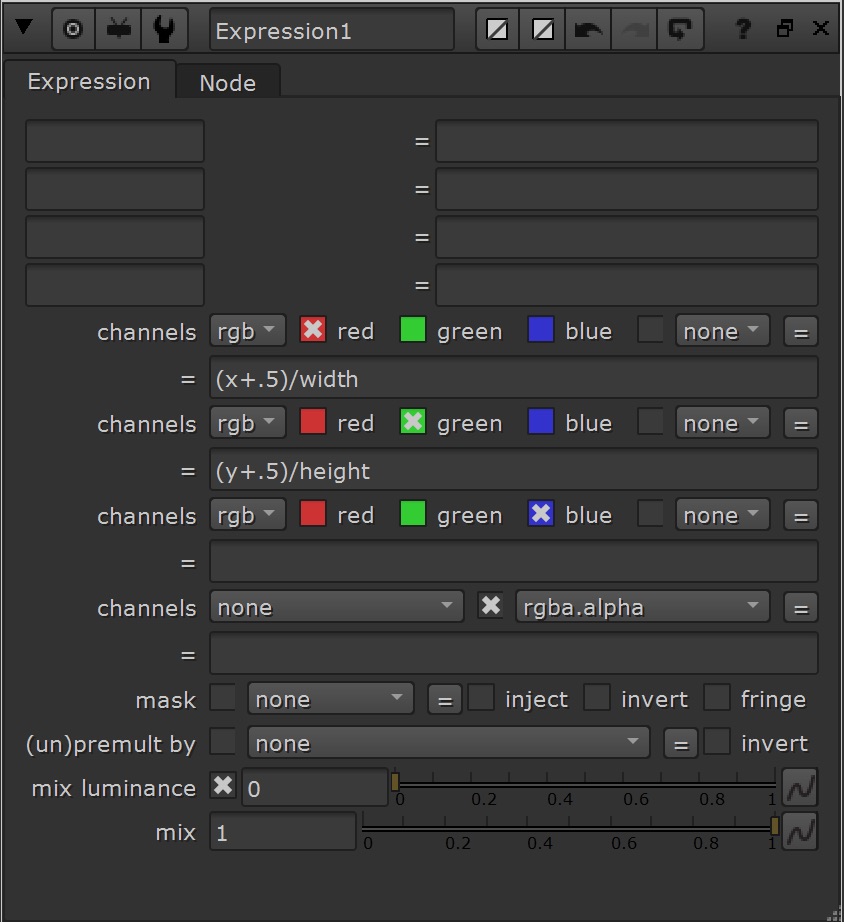 Expression1 ?
Expression Node
=
=
=
=
channels rgb red green blue none =
= (x+.5)/width
channels rgb red green blue none =
= (y+.5)/height
channels rgb red green blue none =
=
channels none rgba.alpha =
=
mask none = inject invert fringe
(un)premult by none = invert
mix luminance 0 0 0.2 0.4 0.6 0.8 1
mix 1 0 0.2 0.4 0.6 0.8 1